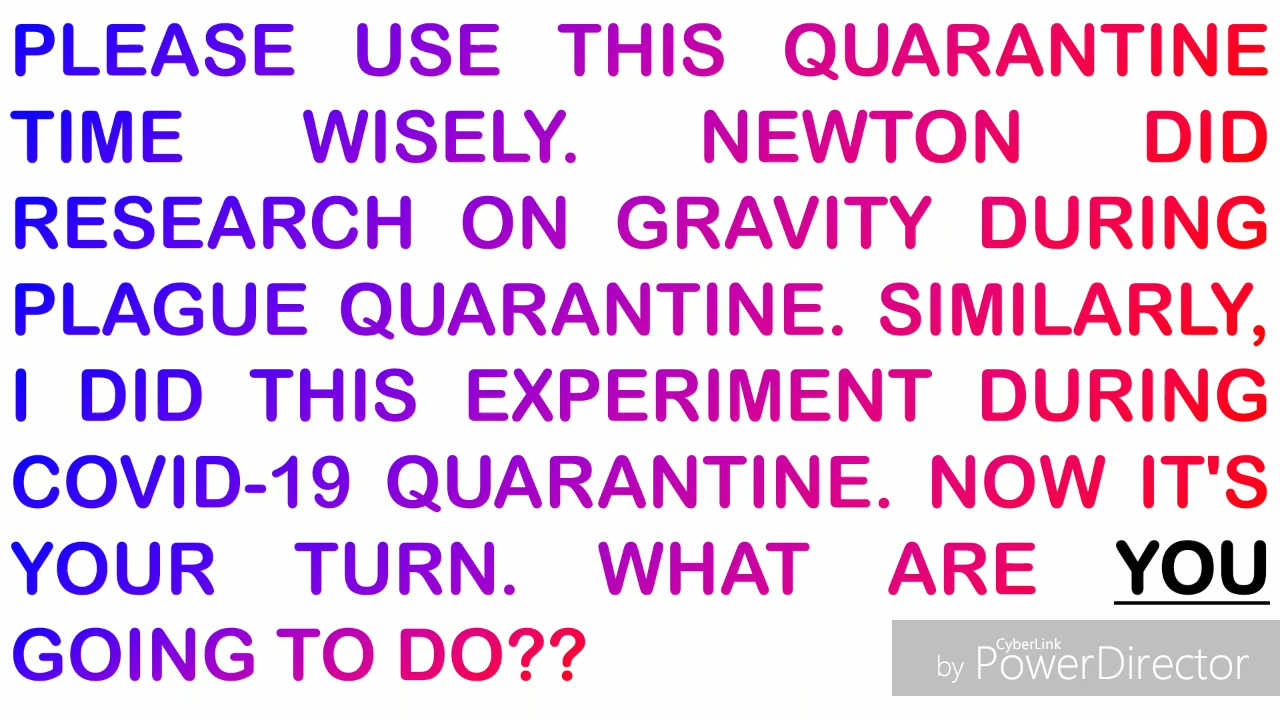 PLEASE USE THIS QUARANTINE
TIME WISELY. NEWTON DID
RESEARCH ON GRAVITY DURING
PLAGUE QUARANTINE. SIMILARLY,
I DID THIS EXPERIMENT DURING
COVID-19 QUARANTINE. NOW IT'S
YOUR TURN. WHAT ARE YOU
GOING TO DO??
CyberLink
by PowerDirector